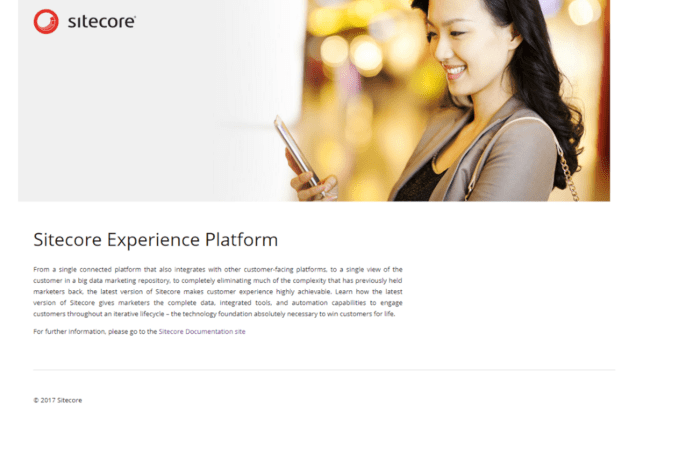 sitecore
Sitecore Experience Platform
From a single connected platform that also integrates with other customer-facing platforms, to a single view of the
customer in a big data marketing repository, to completely eliminating much of the complexity that has previously held
marketers back, the latest version of Sitecore makes customer experience highly achievable. Learn how the latest
version of Sitecore gives marketers the complete data, integrated tools, and automation capabilities to engage
customers throughout an iterative lifecycle – the technology foundation absolutely necessary to win customers for life.
For further information, please go to the Sitecore Documentation site
© 2017 Sitecore